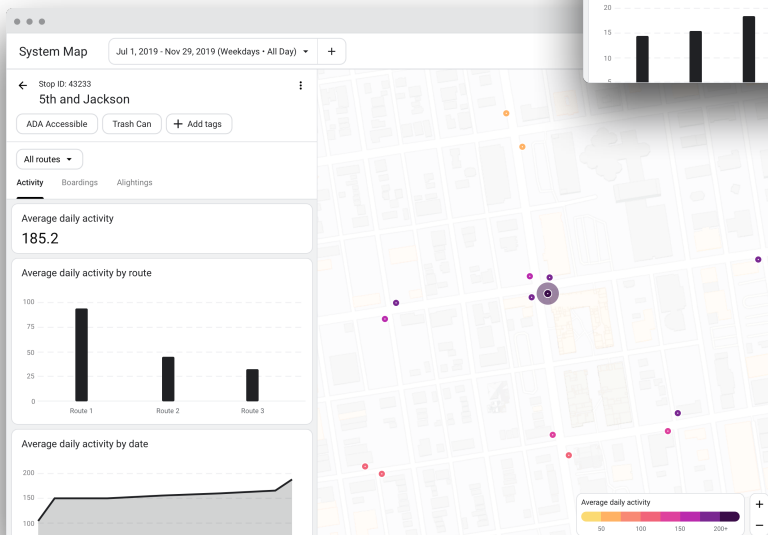 20
15
10
5
System Map
Jul 1, 2019 - Nov 29, 2019 (Weekdays • All Day)
+
Stop ID: 43233
5th and Jackson
ADA Accessible
Trash Can
+ Add tags
All routes
Activity Boardings Alightings
Average daily activity
185.2
Average daily activity by route
100
75
50
25
0
Route 1 Route 2 Route 3
Average daily activity by date
200
150
100
Average daily activity
50 100 150 200+
+
−